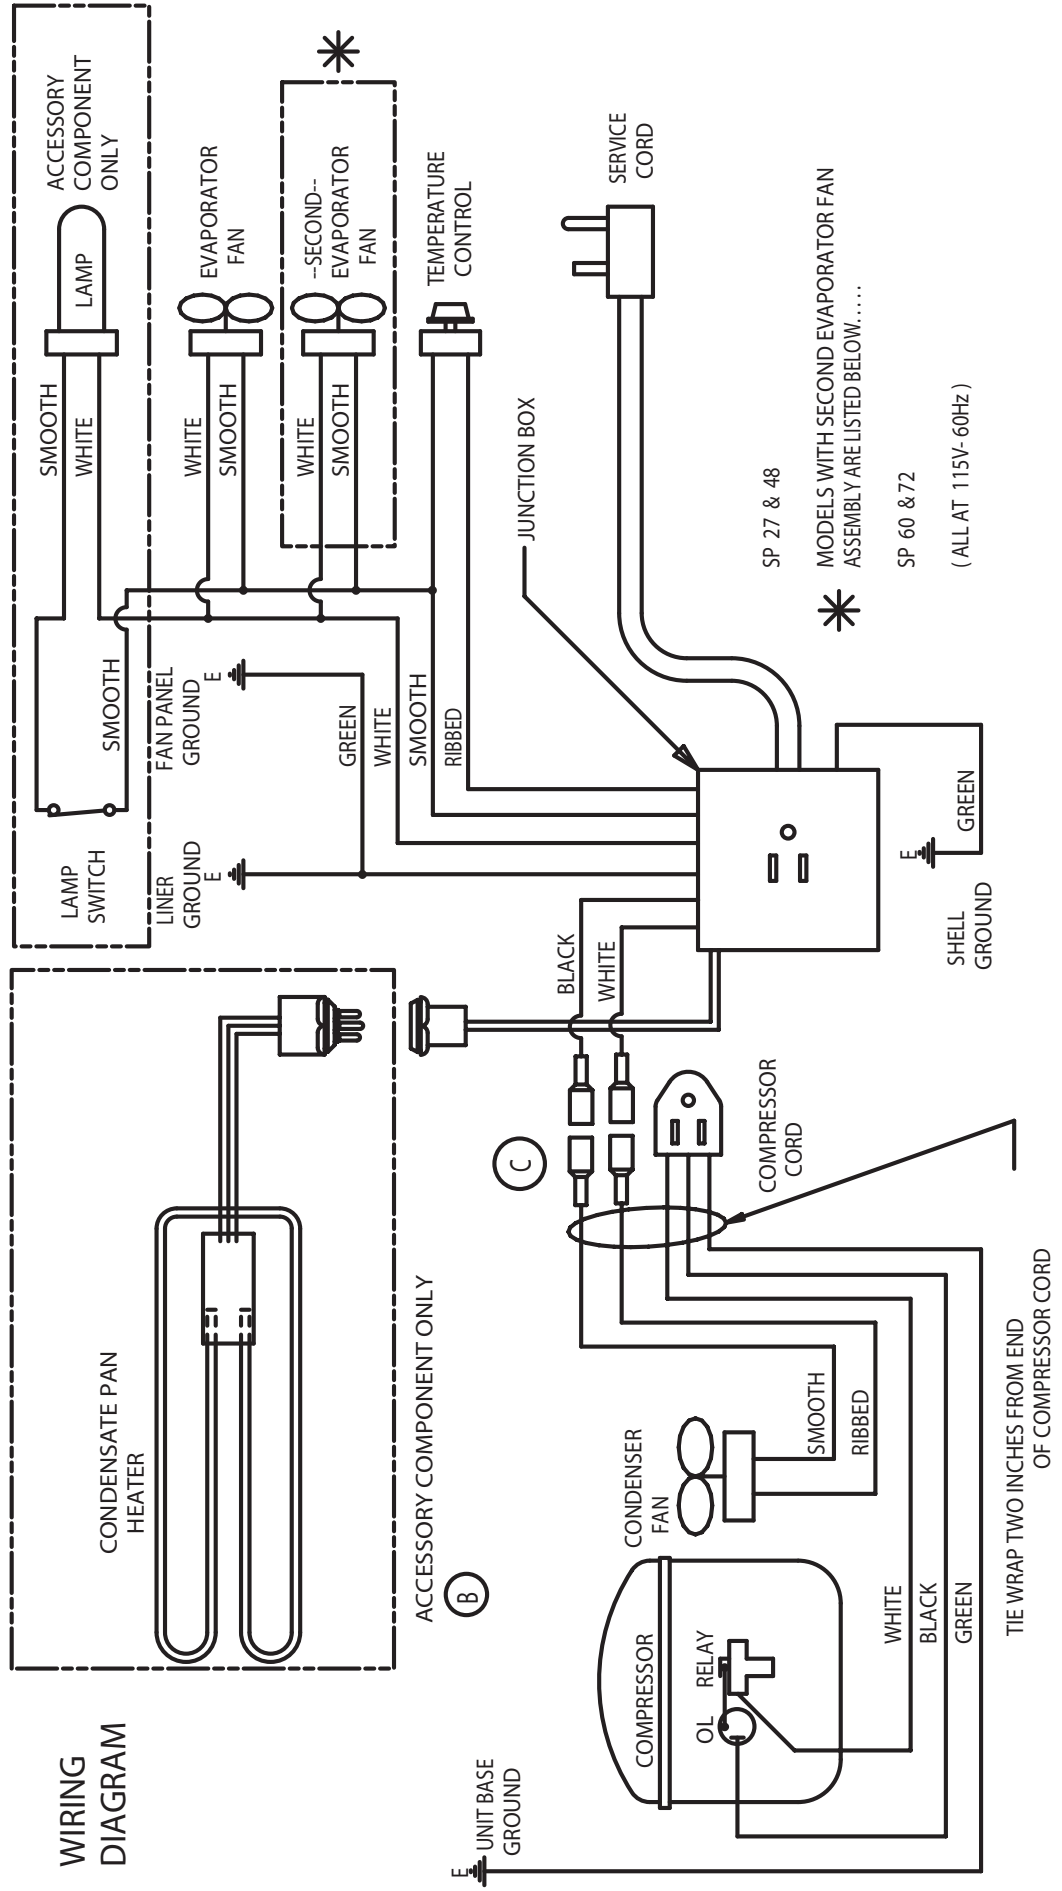 WIRING
DIAGRAM
CONDENSATE PAN
HEATER
ACCESSORY COMPONENT ONLY
B
LAMP
SWITCH
SMOOTH
SMOOTH
WHITE
LAMP
ACCESSORY
COMPONENT
ONLY
LINER
GROUND
E
FAN PANEL
GROUND
E
WHITE
SMOOTH
EVAPORATOR
FAN
WHITE
SMOOTH
--SECOND--
EVAPORATOR
FAN
GREEN
WHITE
SMOOTH
RIBBED
TEMPERATURE
CONTROL
JUNCTION BOX
SERVICE
CORD
BLACK
WHITE
C
COMPRESSOR
CORD
E
UNIT BASE
GROUND
COMPRESSOR
OL
RELAY
CONDENSER
FAN
SMOOTH
RIBBED
WHITE
BLACK
GREEN
TIE WRAP TWO INCHES FROM END
OF COMPRESSOR CORD
SHELL
GROUND
E
GREEN
SP 27 & 48
MODELS WITH SECOND EVAPORATOR FAN
ASSEMBLY ARE LISTED BELOW.....
SP 60 & 72
( ALL AT 115V- 60Hz )